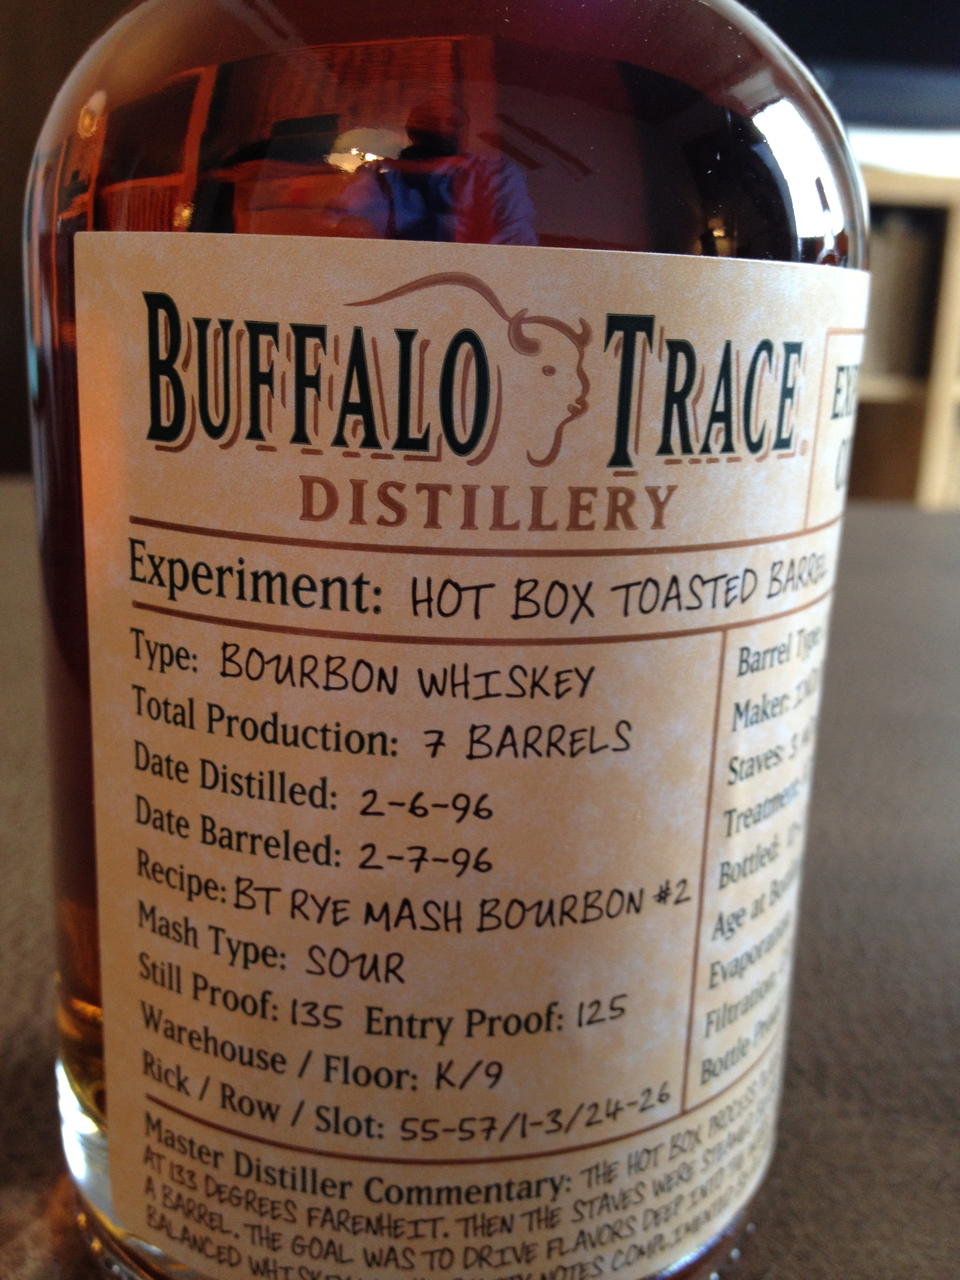 BUFFALO TRACE
DISTILLERY
Experiment: HOT BOX TOASTED BARREL
Type: BOURBON WHISKEY
Total Production: 7 BARRELS
Date Distilled: 2-6-96
Date Barreled: 2-7-96
Recipe: BT RYE MASH BOURBON #2
Mash Type: SOUR
Still Proof: 135 Entry Proof: 125
Warehouse / Floor: K/9
Rick / Row / Slot: 55-57/1-3/24-26
Barrel Type
Maker:
Staves: 3
Treatment:
Bottled:
Age at
Filtration:
Master Distiller Commentary: THE HOT BOX PROCESS
AT 133 DEGREES FARENHEIT. THEN THE STAVES WERE STEAMED
A BARREL. THE GOAL WAS TO DRIVE FLAVORS DEEP INTO THE
BALANCED NOTES